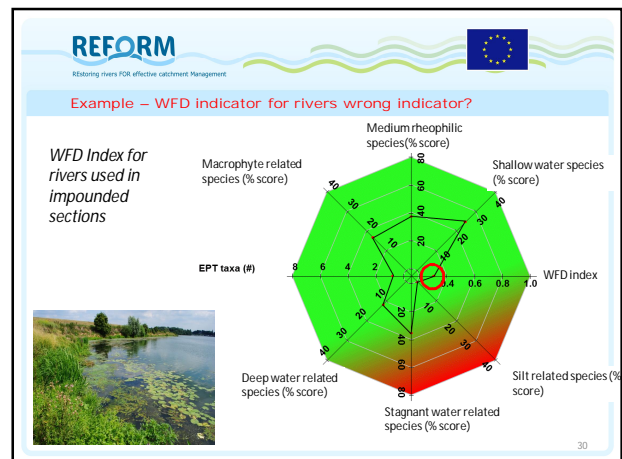 REFORM
REstoring rivers FOR effective catchment Management
Example – WFD indicator for rivers wrong indicator?
WFD Index for
rivers used in
impounded
sections
Medium rheophilic
species(% score)
Macrophyte related
species (% score)
Shallow water species
(% score)
80
60
40
20
40
30
20
10
40
30
20
10
EPT taxa (#)
8
6
4
2
0.4
0.8
1.0
WFD index
10
20
30
40
20
40
60
80
10
20
30
40
Deep water related
species (% score)
Silt related species (%
score)
Stagnant water related
species (% score)
30